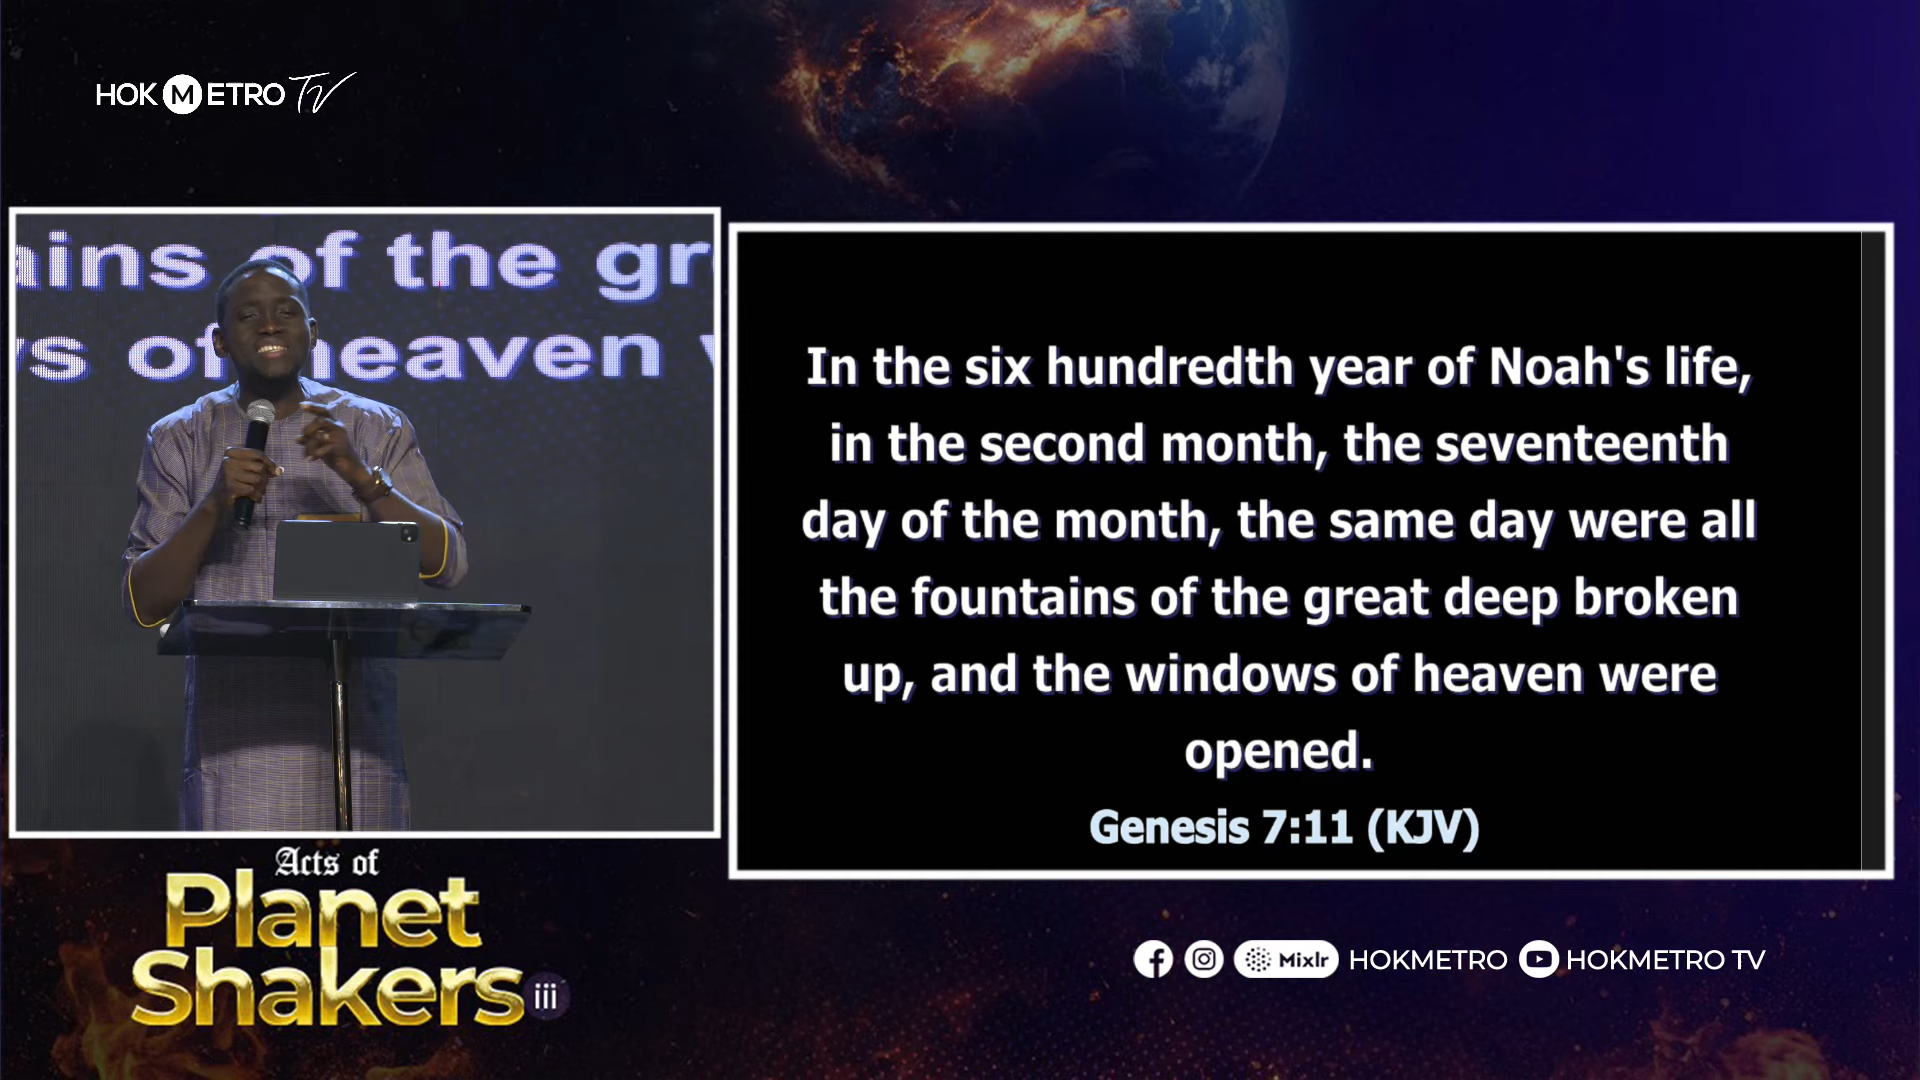 HOK METRO TV
ains of the gr
s of heaven
In the six hundredth year of Noah's life,
in the second month, the seventeenth
day of the month, the same day were all
the fountains of the great deep broken
up, and the windows of heaven were
opened.
Genesis 7:11 (KJV)
Acts of
Planet
Shakers iii
Mixlr HOKMETRO HOKMETRO TV